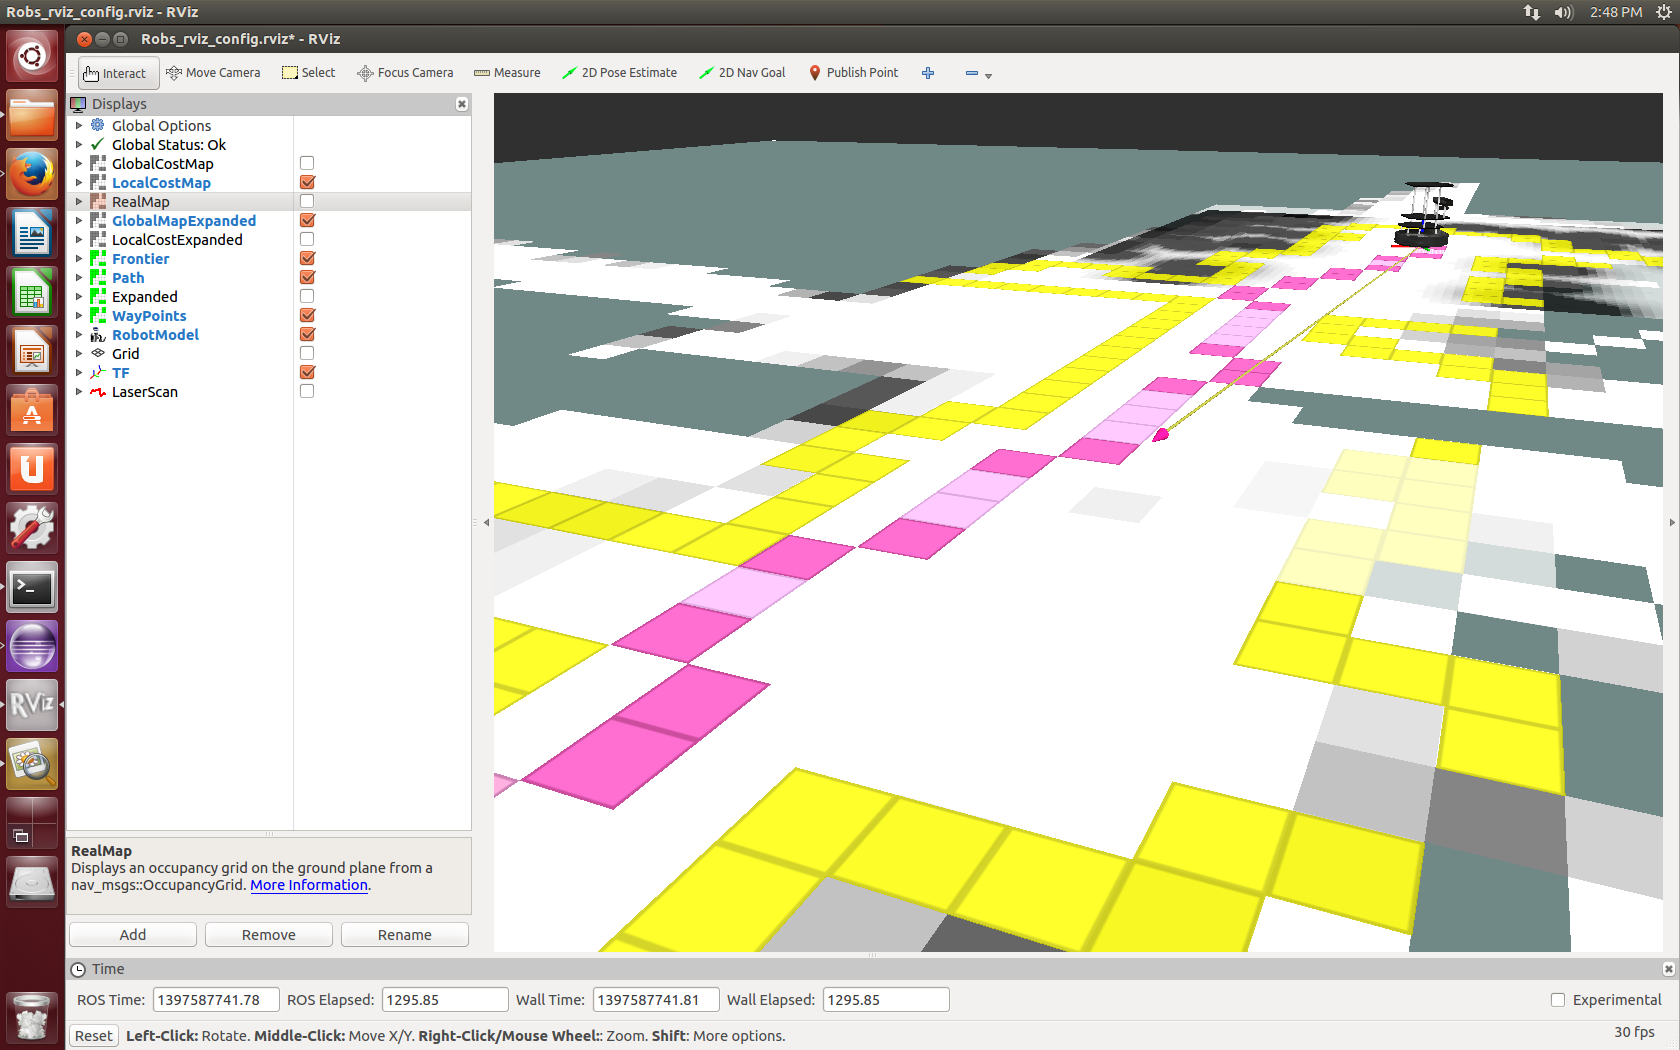 Robs_rviz_config.rviz - RViz
2:48 PM
Robs_rviz_config.rviz* - RViz
Interact Move Camera Select Focus Camera Measure 2D Pose Estimate 2D Nav Goal Publish Point
Displays
Global Options
Global Status: Ok
GlobalCostMap
LocalCostMap
RealMap
GlobalMapExpanded
LocalCostExpanded
Frontier
Path
Expanded
WayPoints
RobotModel
Grid
TF
LaserScan
RViz
RealMap
Displays an occupancy grid on the ground plane from a
nav_msgs::OccupancyGrid. More Information.
Add Remove Rename
Time
ROS Time: 1397587741.78 ROS Elapsed: 1295.85 Wall Time: 1397587741.81 Wall Elapsed: 1295.85 Experimental
Reset Left-Click: Rotate. Middle-Click: Move X/Y. Right-Click/Mouse Wheel:: Zoom. Shift: More options. 30 fps